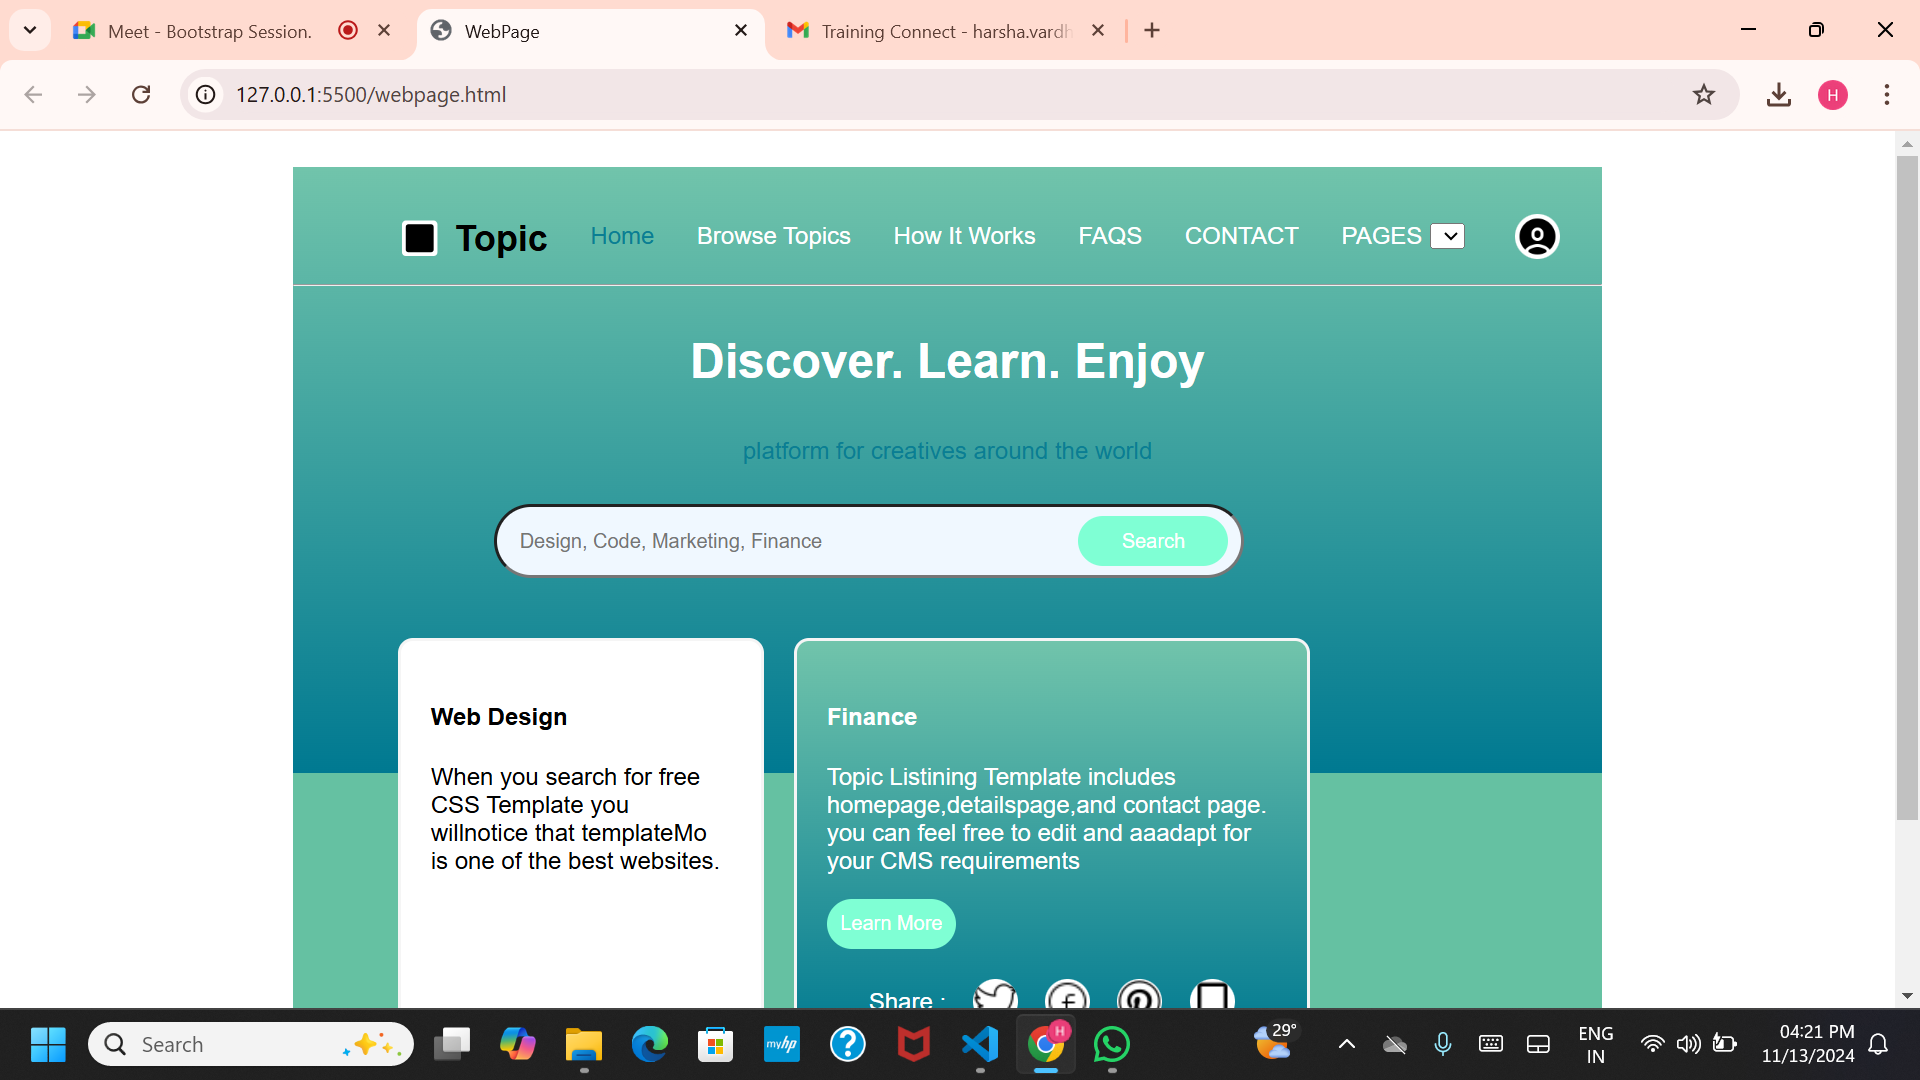 Meet - Bootstrap Session.
WebPage
Training Connect - harsha.vardh
127.0.0.1:5500/webpage.html
H
Topic
Home
Browse Topics
How It Works
FAQS
CONTACT
PAGES
Discover. Learn. Enjoy
platform for creatives around the world
Design, Code, Marketing, Finance
Search
Web Design
When you search for free
CSS Template you
willnotice that templateMo
is one of the best websites.
Finance
Topic Listining Template includes
homepage,detailspage,and contact page.
you can feel free to edit and aaadapt for
your CMS requirements
Learn More
Share :
Search
myhp
H
29°
ENG
IN
04:21 PM
11/13/2024